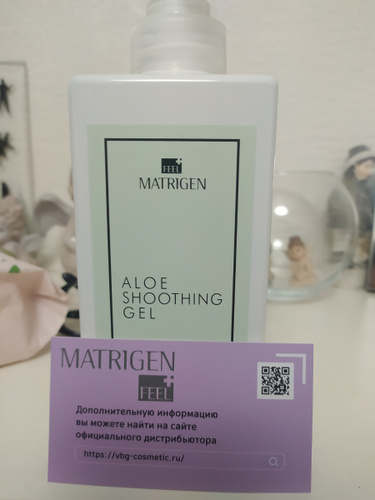 FEEL
MATRIGEN
ALOE
SHOOTHING
GEL
MATRIGEN
FEEL
Дополнительную информацию
вы можете найти на сайте
официального дистрибьютора
https://vbg-cosmetic.ru/